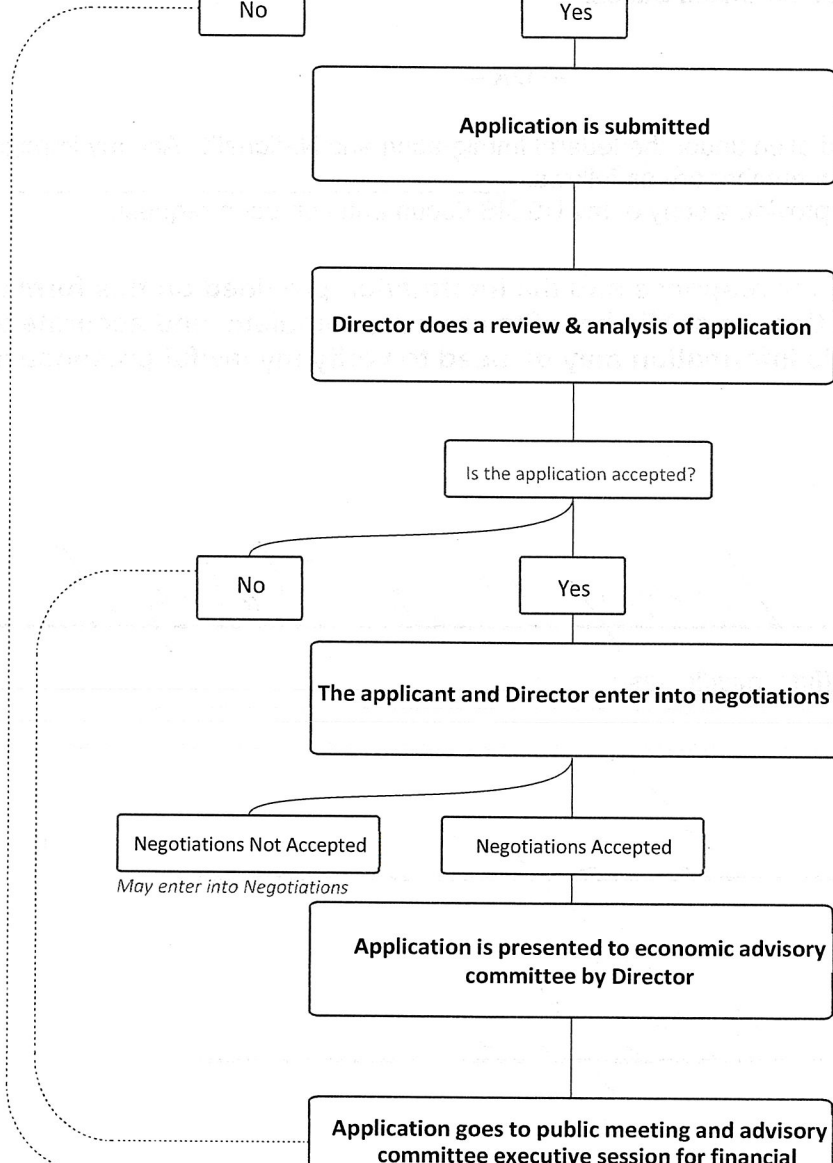 No
Yes
Application is submitted
Director does a review & analysis of application
Is the application accepted?
No
Yes
The applicant and Director enter into negotiations
Negotiations Not Accepted
Negotiations Accepted
May enter into Negotiations
Application is presented to economic advisory
committee by Director
Application goes to public meeting and advisory
committee executive session for financial